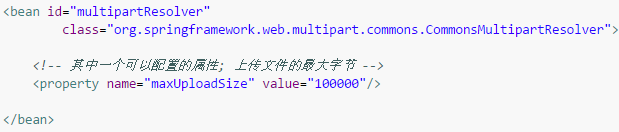 <bean id="multipartResolver"
class="org.springframework.web.multipart.commons.CommonsMultipartResolver">
<!-- 其中一个可以配置的属性; 上传文件的最大字节 -->
<property name="maxUploadSize" value="100000"/>
</bean>